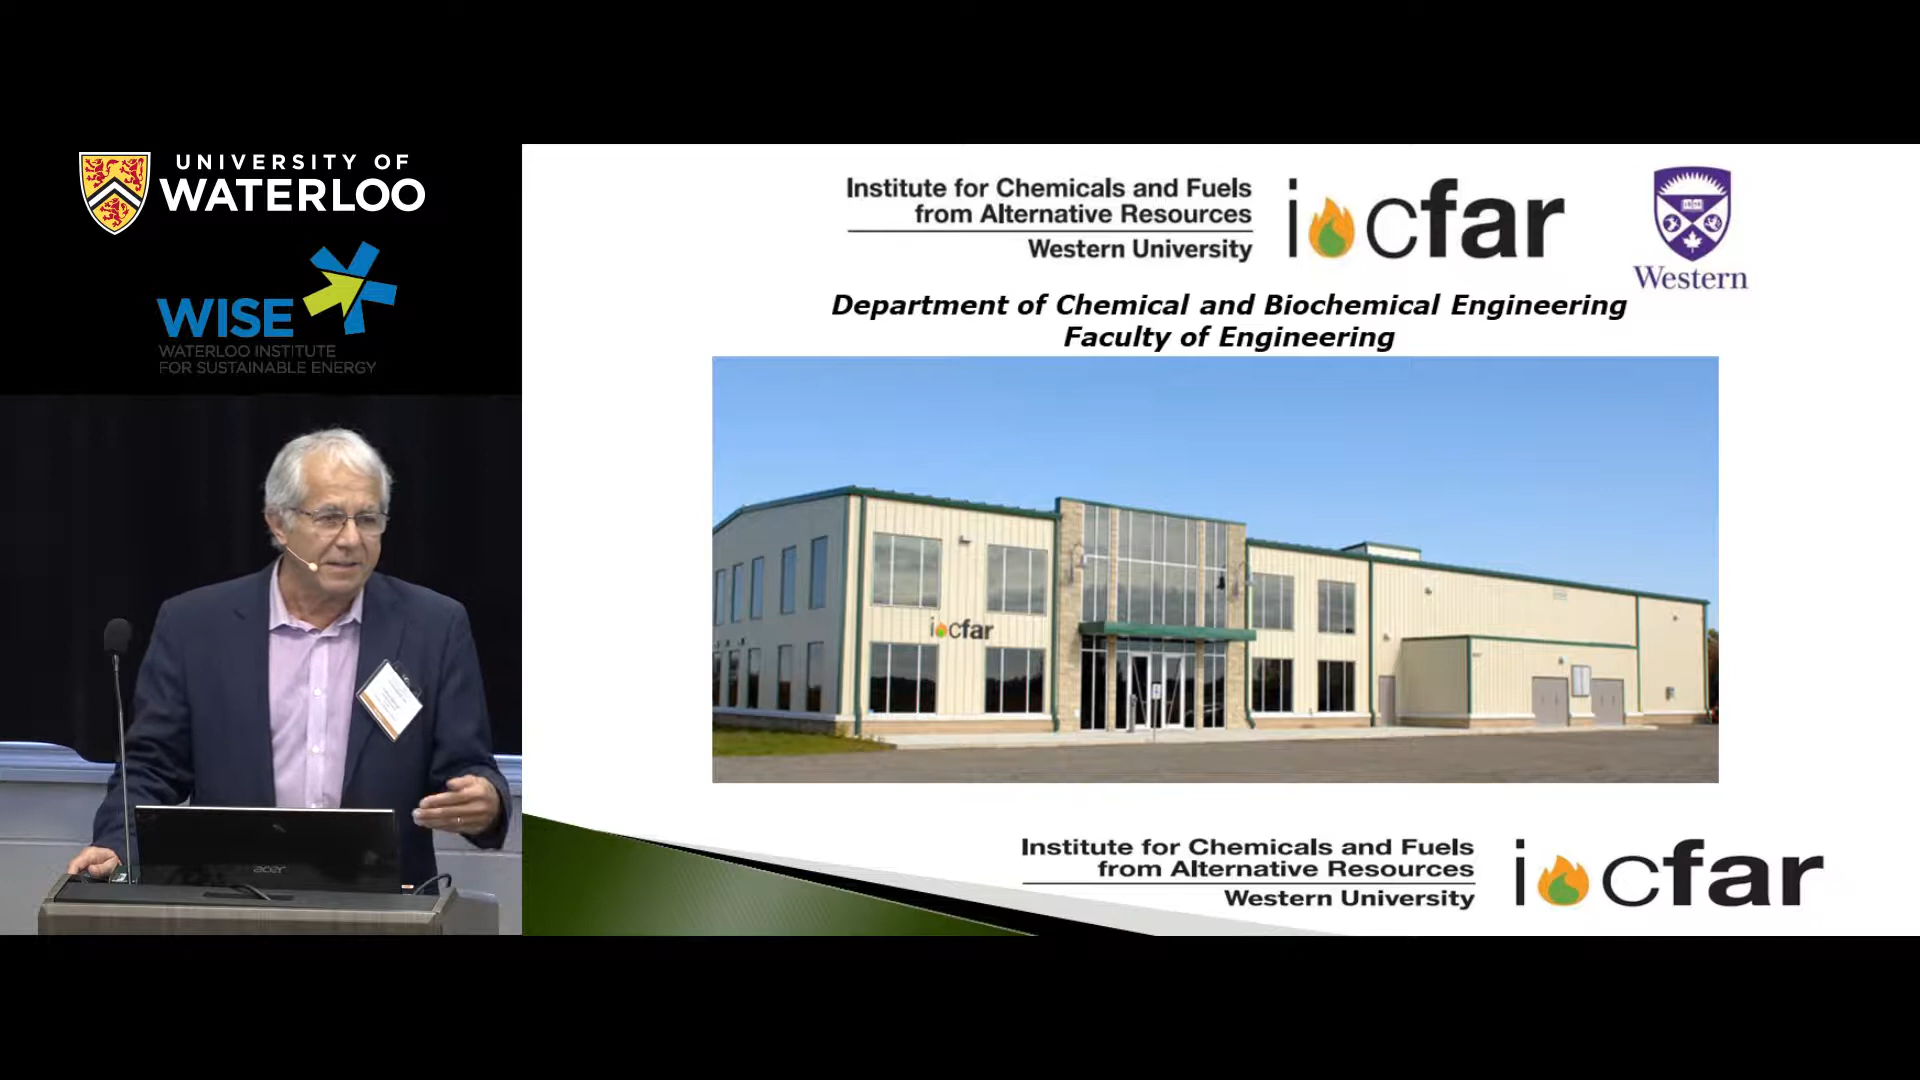 UNIVERSITY OF
WATERLOO
WISE
WATERLOO INSTITUTE
FOR SUSTAINABLE ENERGY
acer
Institute for Chemicals and Fuels
from Alternative Resources
Western University
icfar
Western
Department of Chemical and Biochemical Engineering
Faculty of Engineering
icfar
Institute for Chemicals and Fuels
from Alternative Resources
Western University
icfar